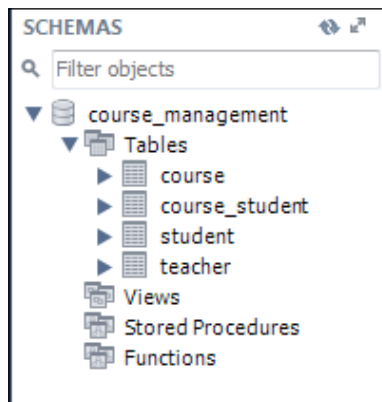 SCHEMAS
Filter objects
course_management
Tables
course
course_student
student
teacher
Views
Stored Procedures
Functions